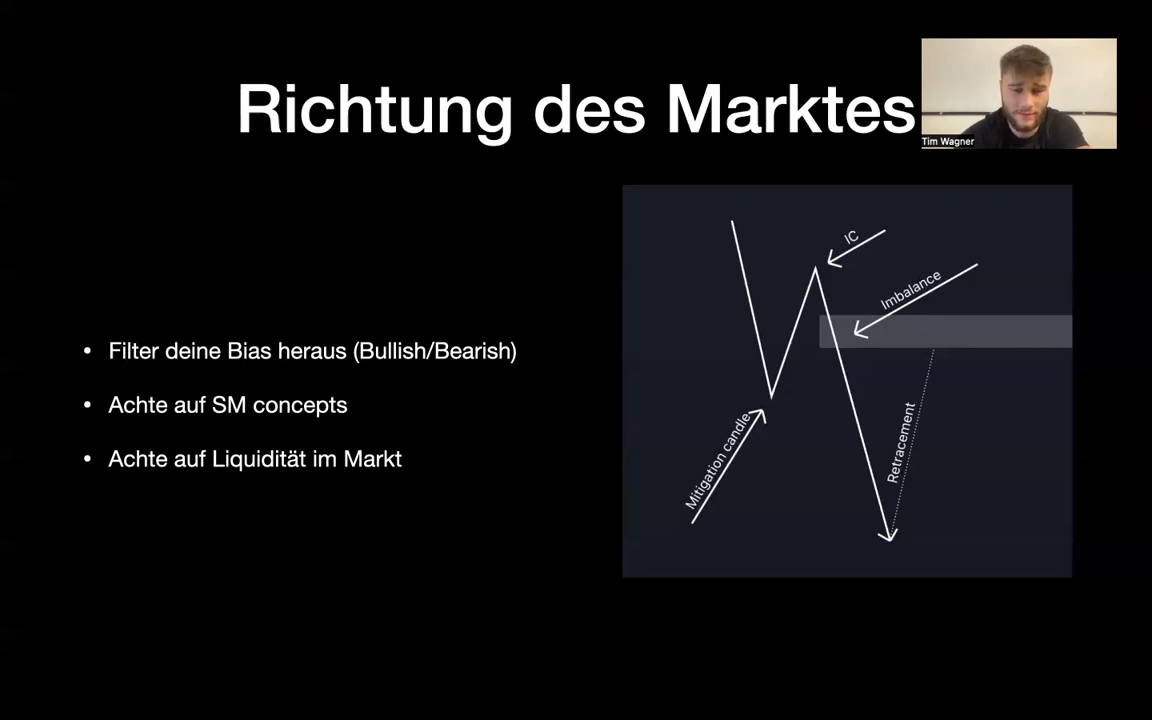 Richtung des Marktes
Tim Wagner
• Filter deine Bias heraus (Bullish/Bearish)
• Achte auf SM concepts
• Achte auf Liquidität im Markt
IC
Imbalance
Mitigation candle
Retracement